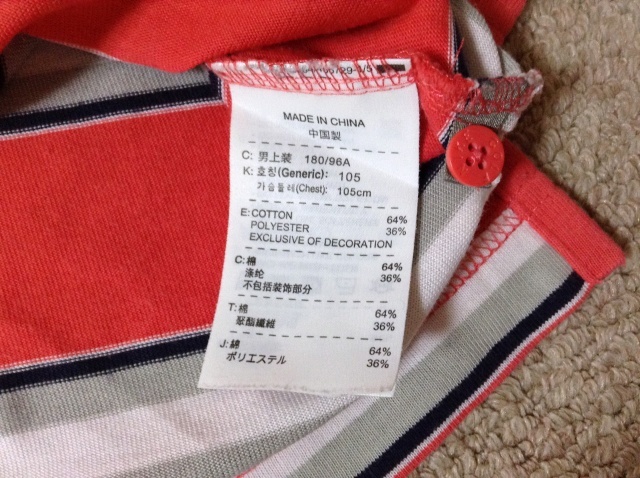 MADE IN CHINA
中国製
C: 男上装 180/96A
K: 호칭(Generic): 105
가슴둘레(Chest): 105cm
E: COTTON 64%
POLYESTER 36%
EXCLUSIVE OF DECORATION
C: 棉 64%
涤纶 36%
不包括装饰部分
T: 棉 64%
聚酯纖維 36%
J: 綿 64%
ポリエステル 36%